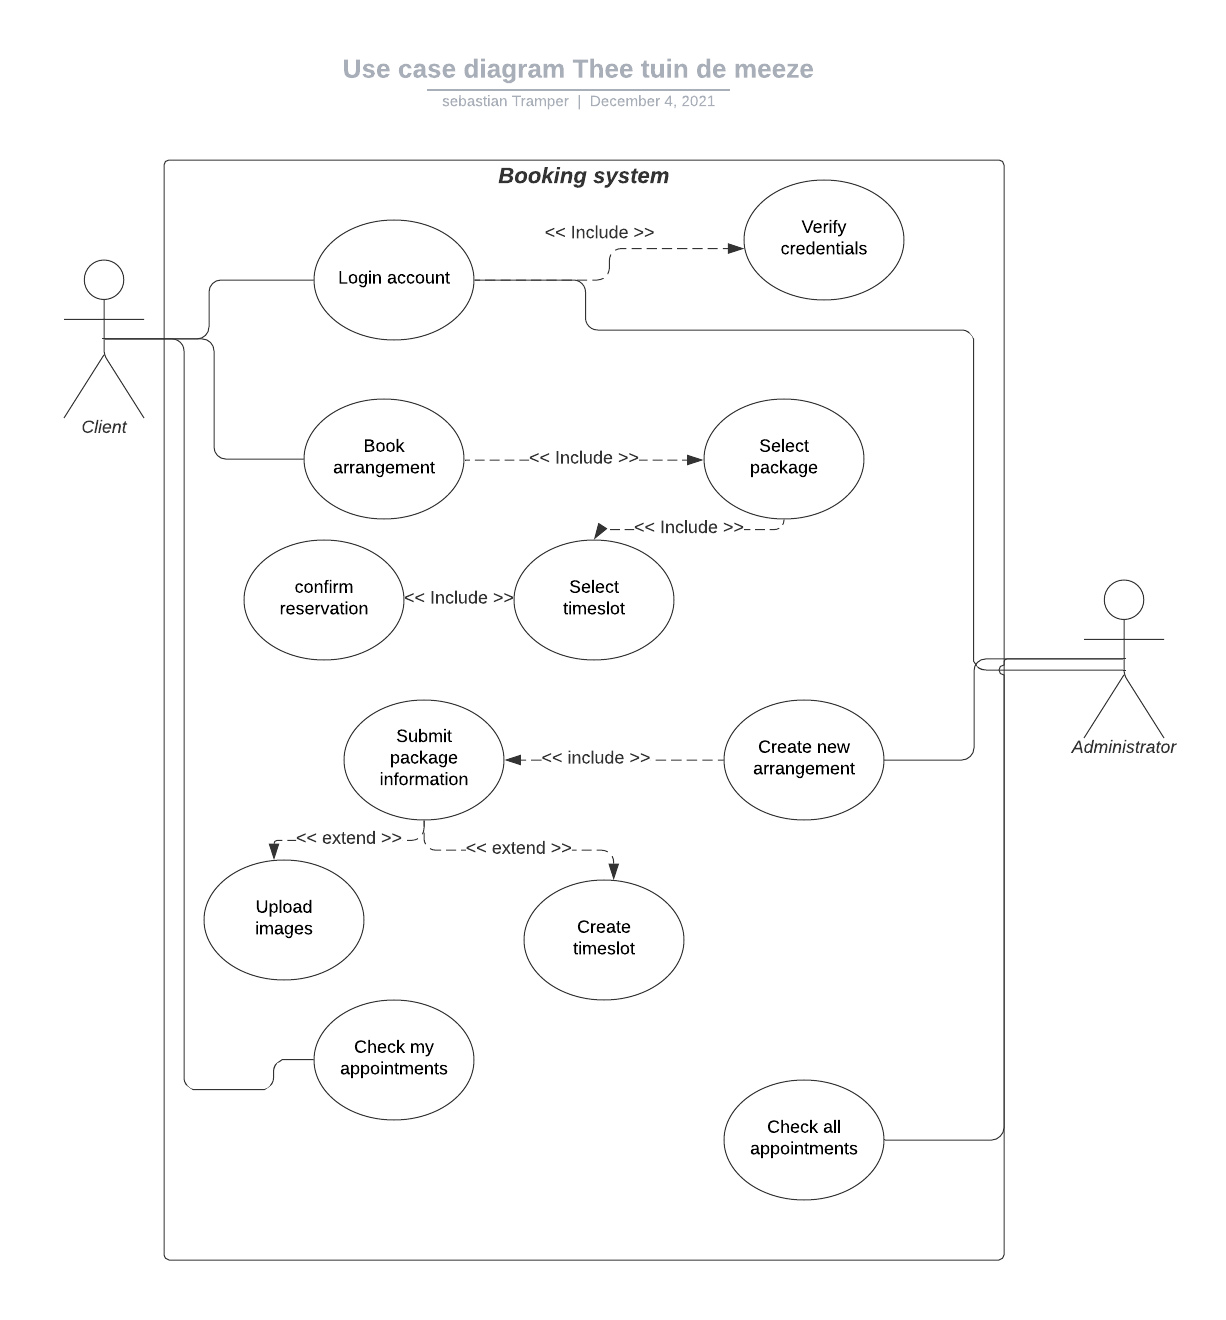 Use case diagram Thee tuin de meeze
sebastian Tramper | December 4, 2021
Booking system
<< Include >>
Verify
credentials
Login account
Client
Book
arrangement
<< Include >>
Select
package
<< Include >>
confirm
reservation
<< Include >>
Select
timeslot
Administrator
Submit
package
information
<< include >>
Create new
arrangement
<< extend >>
<< extend >>
Upload
images
Create
timeslot
Check my
appointments
Check all
appointments